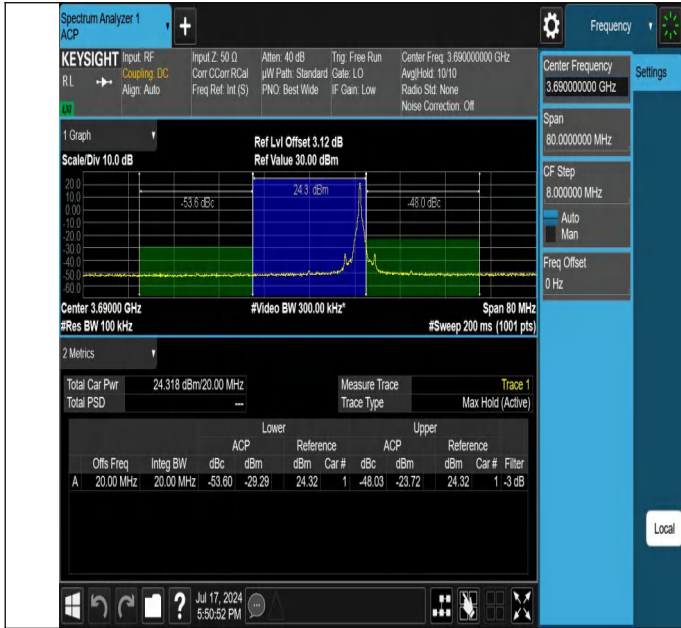 Spectrum Analyzer 1
ACP
+
Frequency
KEYSIGHT Input: RF Input Z: 50 Ω Atten: 40 dB Trig: Free Run Center Freq: 3.690000000 GHz
RL Coupling: DC Corr CCorr RCal µW Path: Standard Gate: LO Avg|Hold: 10/10
Align: Auto Freq Ref: Int (S) PNO: Best Wide IF Gain: Low Radio Std: None
Noise Correction: Off
LXI
Center Frequency
3.690000000 GHz
Settings
Span
80.0000000 MHz
CF Step
8.000000 MHz
Auto
Man
Freq Offset
0 Hz
Local
1 Graph
Ref Lvl Offset 3.12 dB
Scale/Div 10.0 dB Ref Value 30.00 dBm
20.0
10.0
0.00
-10.0
-20.0
-30.0
-40.0
-50.0
-60.0
-53.6 dBc 24.3 dBm -48.0 dBc
Center 3.69000 GHz #Video BW 300.00 kHz* Span 80 MHz
#Res BW 100 kHz #Sweep 200 ms (1001 pts)
2 Metrics
Total Car Pwr 24.318 dBm/20.00 MHz Measure Trace Trace 1
Total PSD --- Trace Type Max Hold (Active)
Lower Upper
ACP Reference ACP Reference
Offs Freq Integ BW dBc dBm dBm Car # dBc dBm dBm Car # Filter
A 20.00 MHz 20.00 MHz -53.60 -29.29 24.32 1 -48.03 -23.72 24.32 1 -3 dB
?
Jul 17, 2024
5:50:52 PM